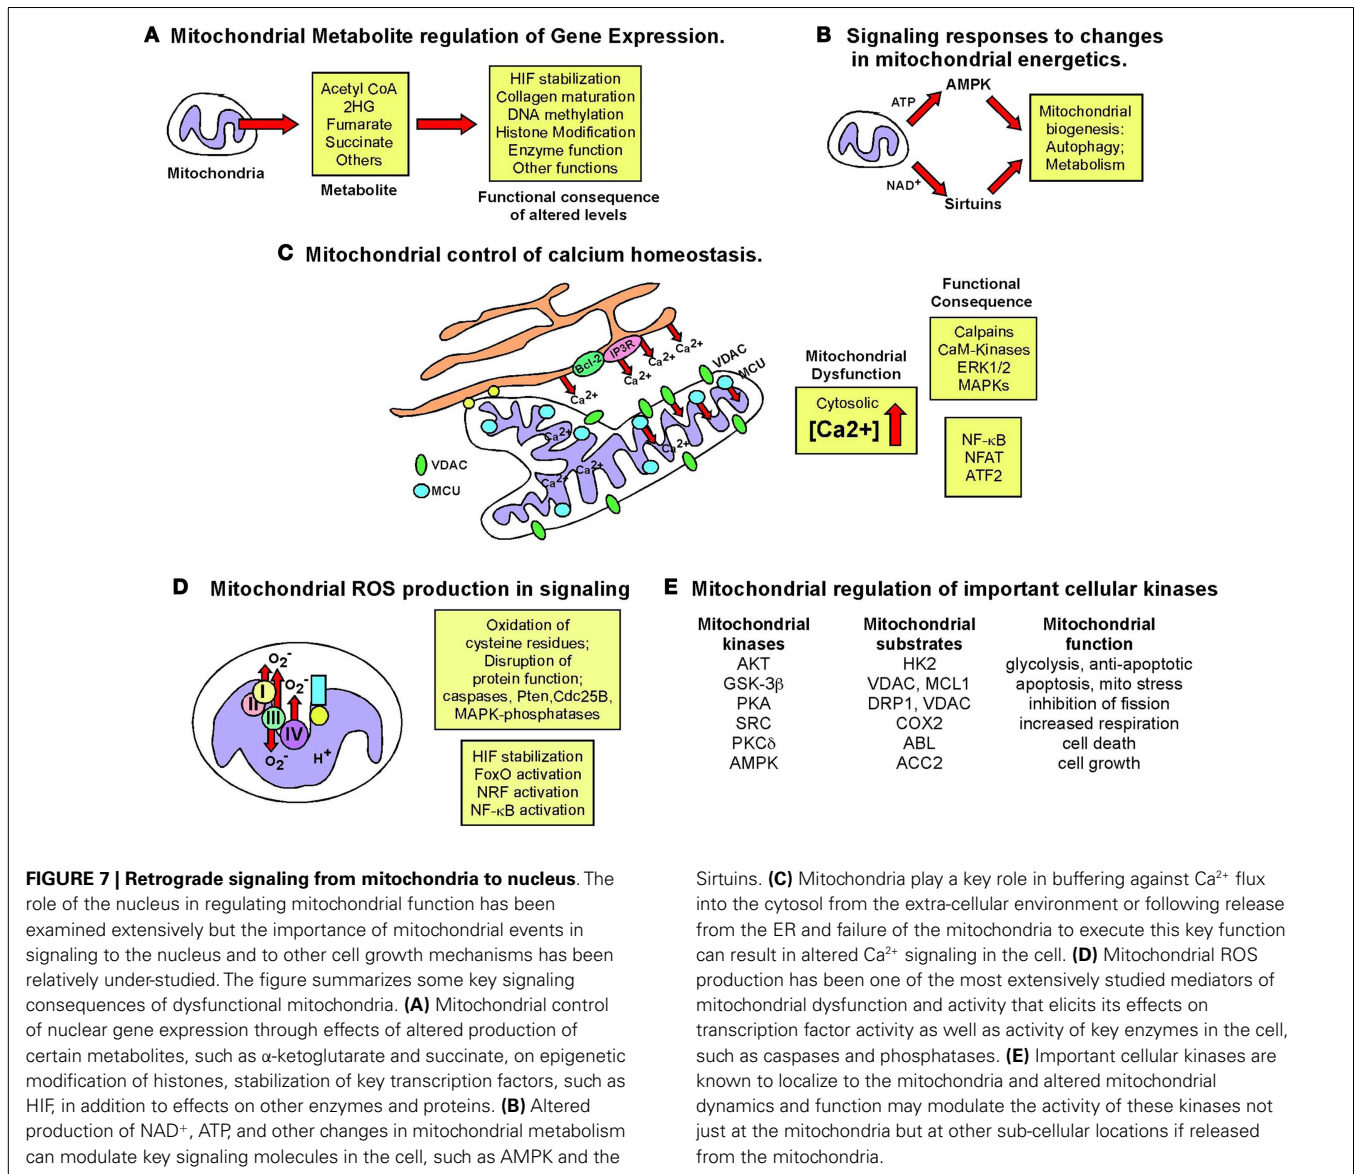 A Mitochondrial Metabolite regulation of Gene Expression.
Acetyl CoA
2HG
Fumarate
Succinate
Others
Mitochondria
Metabolite
HIF stabilization
Collagen maturation
DNA methylation
Histone Modification
Enzyme function
Other functions
Functional consequence
of altered levels
B Signaling responses to changes
in mitochondrial energetics.
AMPK
ATP
NAD+
Sirtuins
Mitochondrial
biogenesis:
Autophagy;
Metabolism
C Mitochondrial control of calcium homeostasis.
Bcl-2
IP3R
Ca2+
Ca2+
Ca2+
Ca2+
VDAC
MCU
Ca2+
Ca2+
Ca2+
Ca2+
VDAC
MCU
Mitochondrial
Dysfunction
Cytosolic
[Ca2+]
Functional
Consequence
Calpains
CaM-Kinases
ERK1/2
MAPKs
NF-κB
NFAT
ATF2
D Mitochondrial ROS production in signaling
O2-
O2-
I
II
III
IV
O2-
H+
Oxidation of
cysteine residues;
Disruption of
protein function;
caspases, Pten,Cdc25B,
MAPK-phosphatases
HIF stabilization
FoxO activation
NRF activation
NF-κB activation
E Mitochondrial regulation of important cellular kinases
Mitochondrial Mitochondrial Mitochondrial
kinases substrates function
AKT HK2 glycolysis, anti-apoptotic
GSK-3β VDAC, MCL1 apoptosis, mito stress
PKA DRP1, VDAC inhibition of fission
SRC COX2 increased respiration
PKCδ ABL cell death
AMPK ACC2 cell growth
FIGURE 7 | Retrograde signaling from mitochondria to nucleus. The
role of the nucleus in regulating mitochondrial function has been
examined extensively but the importance of mitochondrial events in
signaling to the nucleus and to other cell growth mechanisms has been
relatively under-studied. The figure summarizes some key signaling
consequences of dysfunctional mitochondria. (A) Mitochondrial control
of nuclear gene expression through effects of altered production of
certain metabolites, such as α-ketoglutarate and succinate, on epigenetic
modification of histones, stabilization of key transcription factors, such as
HIF, in addition to effects on other enzymes and proteins. (B) Altered
production of NAD+, ATP, and other changes in mitochondrial metabolism
can modulate key signaling molecules in the cell, such as AMPK and the
Sirtuins. (C) Mitochondria play a key role in buffering against Ca2+ flux
into the cytosol from the extra-cellular environment or following release
from the ER and failure of the mitochondria to execute this key function
can result in altered Ca2+ signaling in the cell. (D) Mitochondrial ROS
production has been one of the most extensively studied mediators of
mitochondrial dysfunction and activity that elicits its effects on
transcription factor activity as well as activity of key enzymes in the cell,
such as caspases and phosphatases. (E) Important cellular kinases are
known to localize to the mitochondria and altered mitochondrial
dynamics and function may modulate the activity of these kinases not
just at the mitochondria but at other sub-cellular locations if released
from the mitochondria.